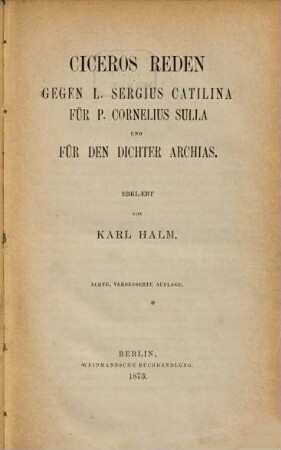 CICEROS REDEN
GEGEN L. SERGIUS CATILINA
FÜR P. CORNELIUS SULLA
UND
FÜR DEN DICHTER ARCHIAS.
ERKLÆRT
VON
KARL HALM.
ACHTE, VERBESSERTE AUFLAGE.
BERLIN,
WEIDMANNSCHE BUCHHANDLUNG.
1873.